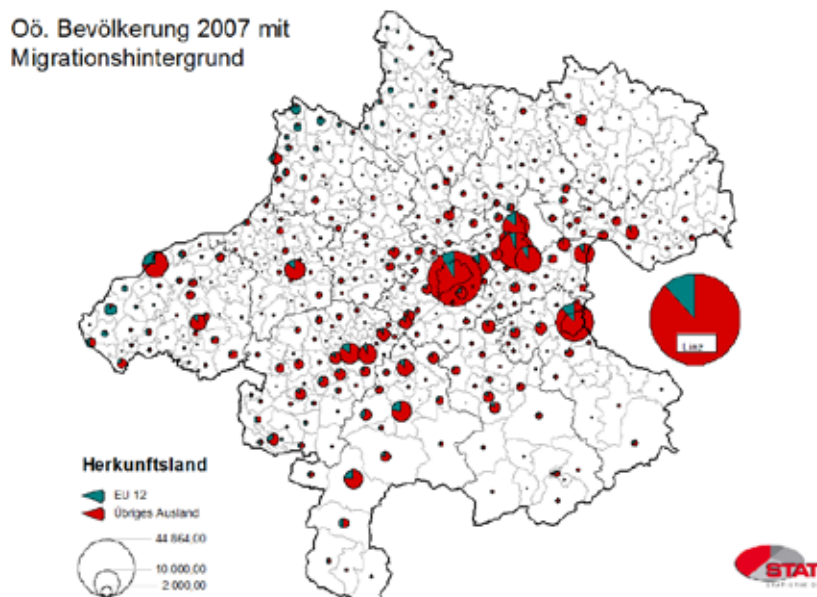 Oö. Bevölkerung 2007 mit
Migrationshintergrund
Linz
Herkunftsland
EU 12
Übriges Ausland
44 864,00
10 000,00
2 000,00
STAT